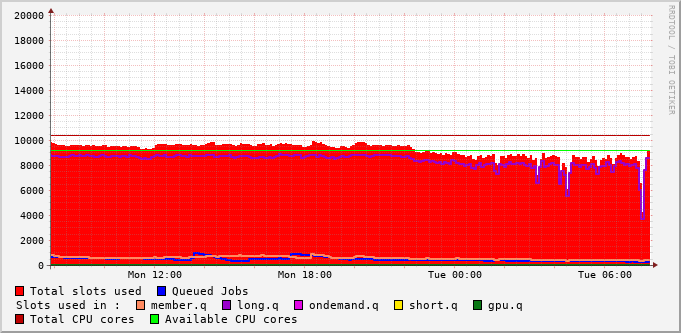 20000
18000
16000
14000
12000
10000
8000
6000
4000
2000
0
Mon 12:00 Mon 18:00 Tue 00:00 Tue 06:00
Total slots used Queued Jobs
Slots used in : member.q long.q ondemand.q short.q gpu.q
Total CPU cores Available CPU cores
RRDTOOL / TOBI OETIKER